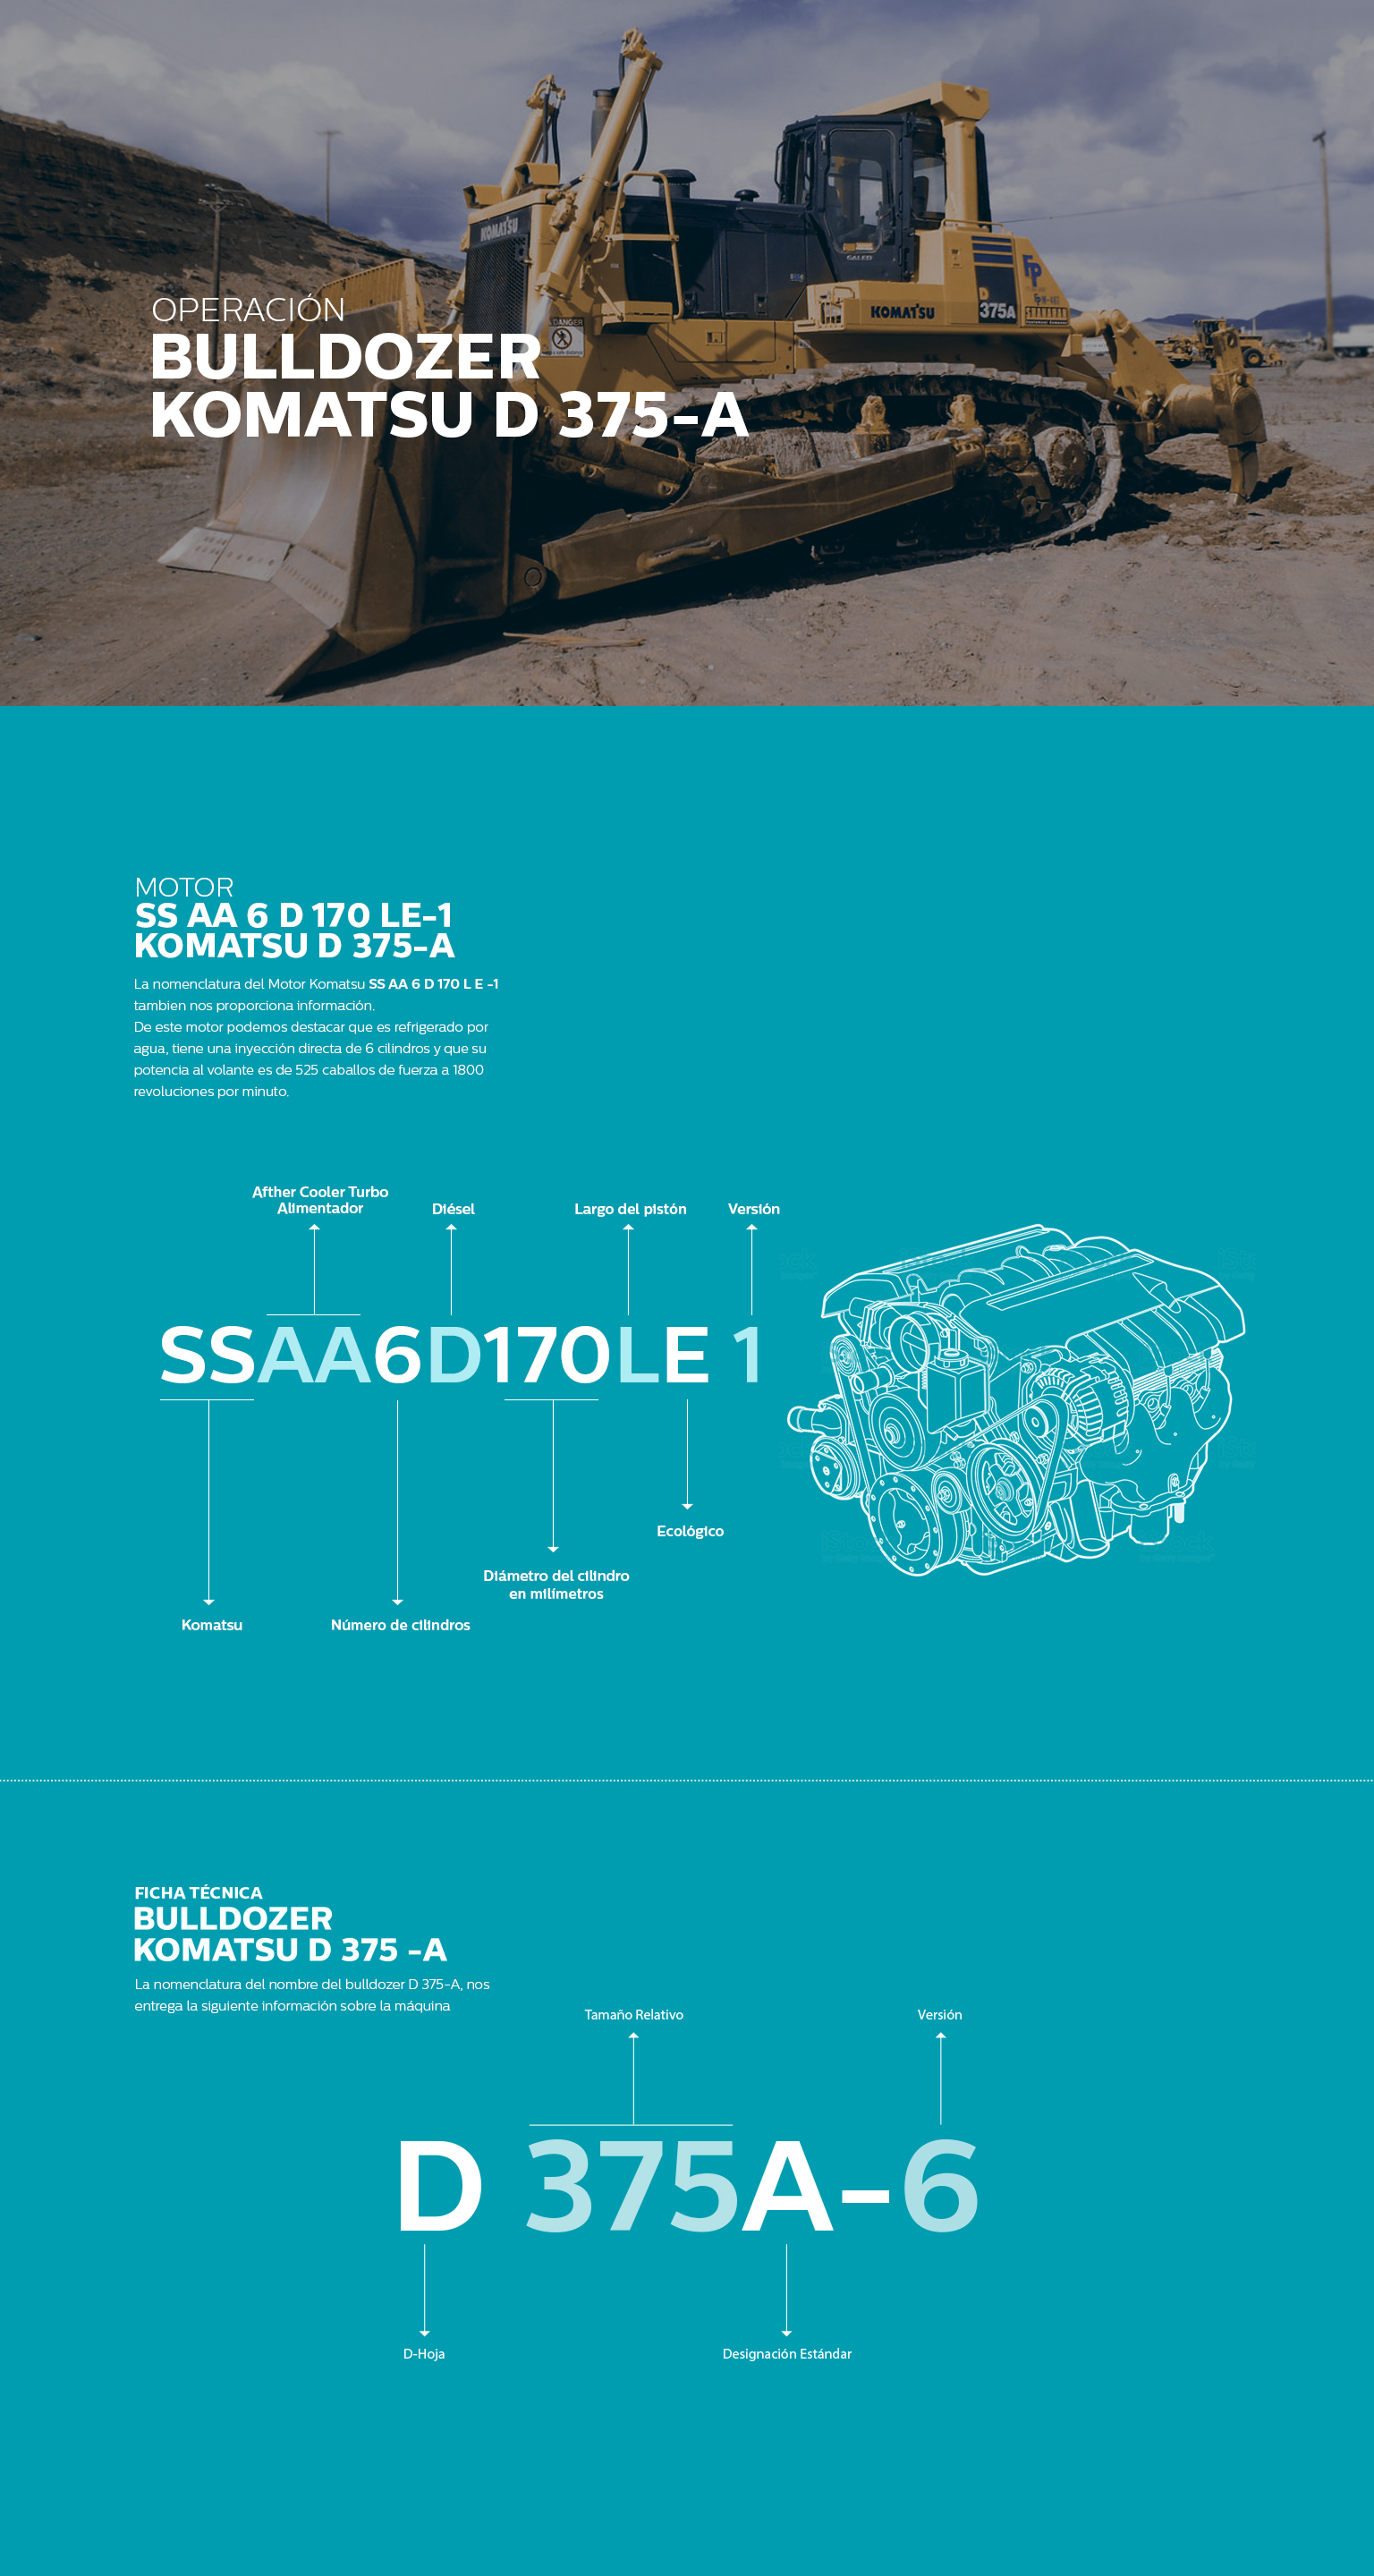 KOMATSU
GALEO
FP
D
375A
KOMATSU
DANGER
OPERACIÓN
BULLDOZER
KOMATSU D 375-A
MOTOR
SS AA 6 D 170 LE-1
KOMATSU D 375-A
La nomenclatura del Motor Komatsu SS AA 6 D 170 L E -1
tambien nos proporciona información.
De este motor podemos destacar que es refrigerado por
agua, tiene una inyección directa de 6 cilindros y que su
potencia al volante es de 525 caballos de fuerza a 1800
revoluciones por minuto.
Afther Cooler Turbo
Alimentador
Diésel
Largo del pistón
Versión
SSAA6D170LE 1
Ecológico
Diámetro del cilindro
en milímetros
Komatsu
Número de cilindros
FICHA TÉCNICA
BULLDOZER
KOMATSU D 375 -A
La nomenclatura del nombre del bulldozer D 375-A, nos
entrega la siguiente información sobre la máquina
Tamaño Relativo
Versión
D 375A-6
D-Hoja
Designación Estándar